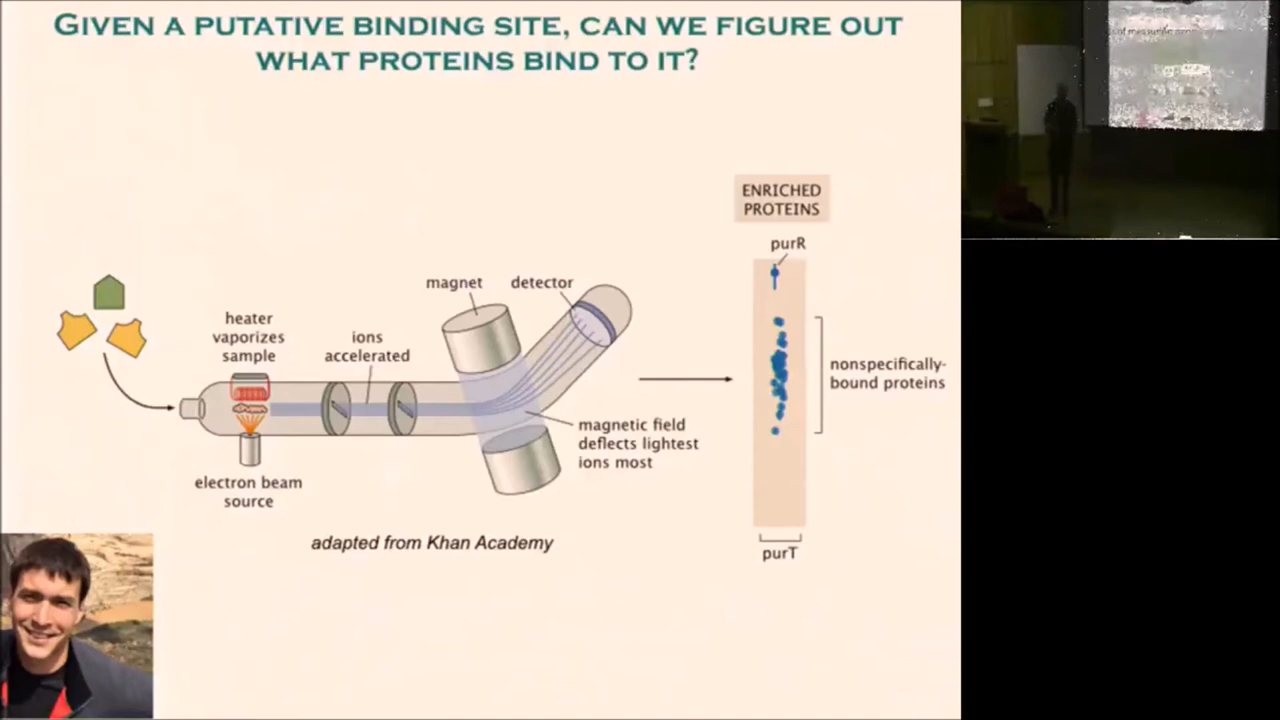 GIVEN A PUTATIVE BINDING SITE, CAN WE FIGURE OUT
WHAT PROTEINS BIND TO IT?
ENRICHED
PROTEINS
purR
magnet
detector
heater
vaporizes
sample
ions
accelerated
nonspecifically-
bound proteins
magnetic field
deflects lightest
ions most
electron beam
source
adapted from Khan Academy
purT